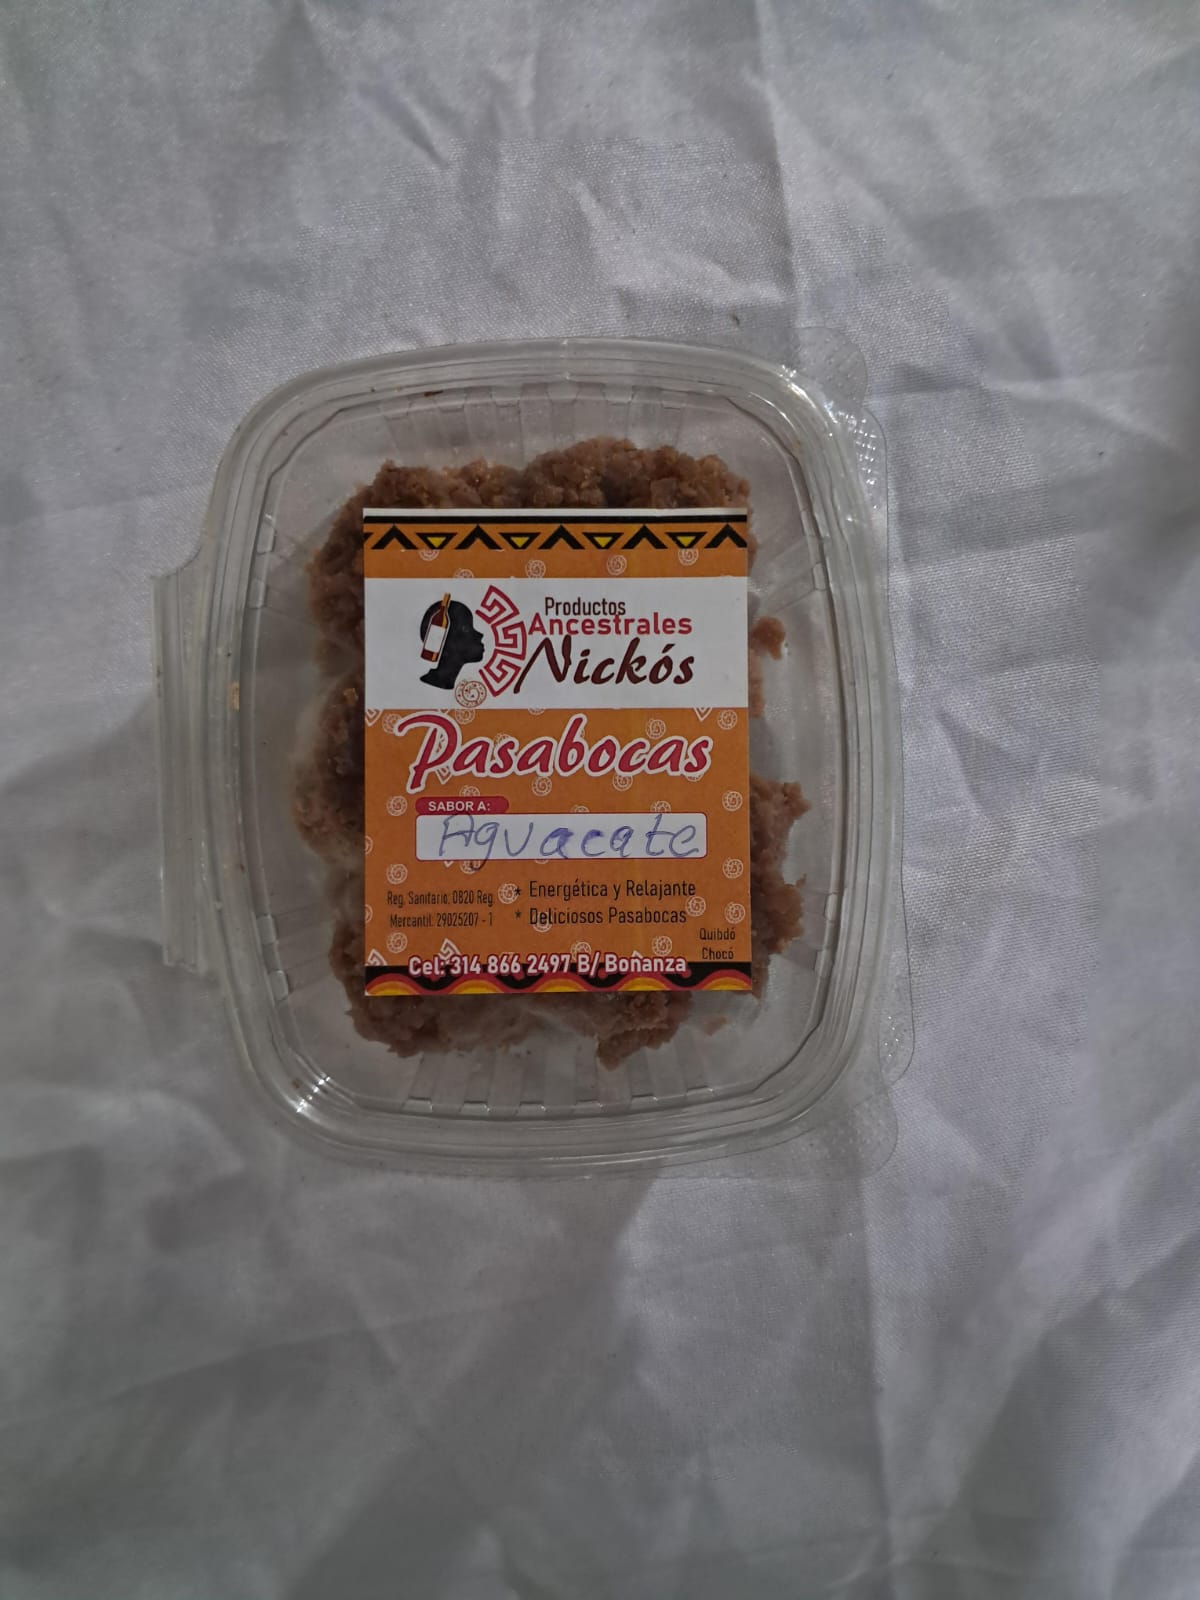 Productos
Ancestrales
Nickós
Pasabocas
SABOR A:
Aguacate
Reg. Sanitario. 0820 Reg.
Mercantil: 29025207 - 1
* Energética y Relajante
* Deliciosos Pasabocas
Quibdó
Chocó
Cel: 314 866 2497 B/ Bonanza